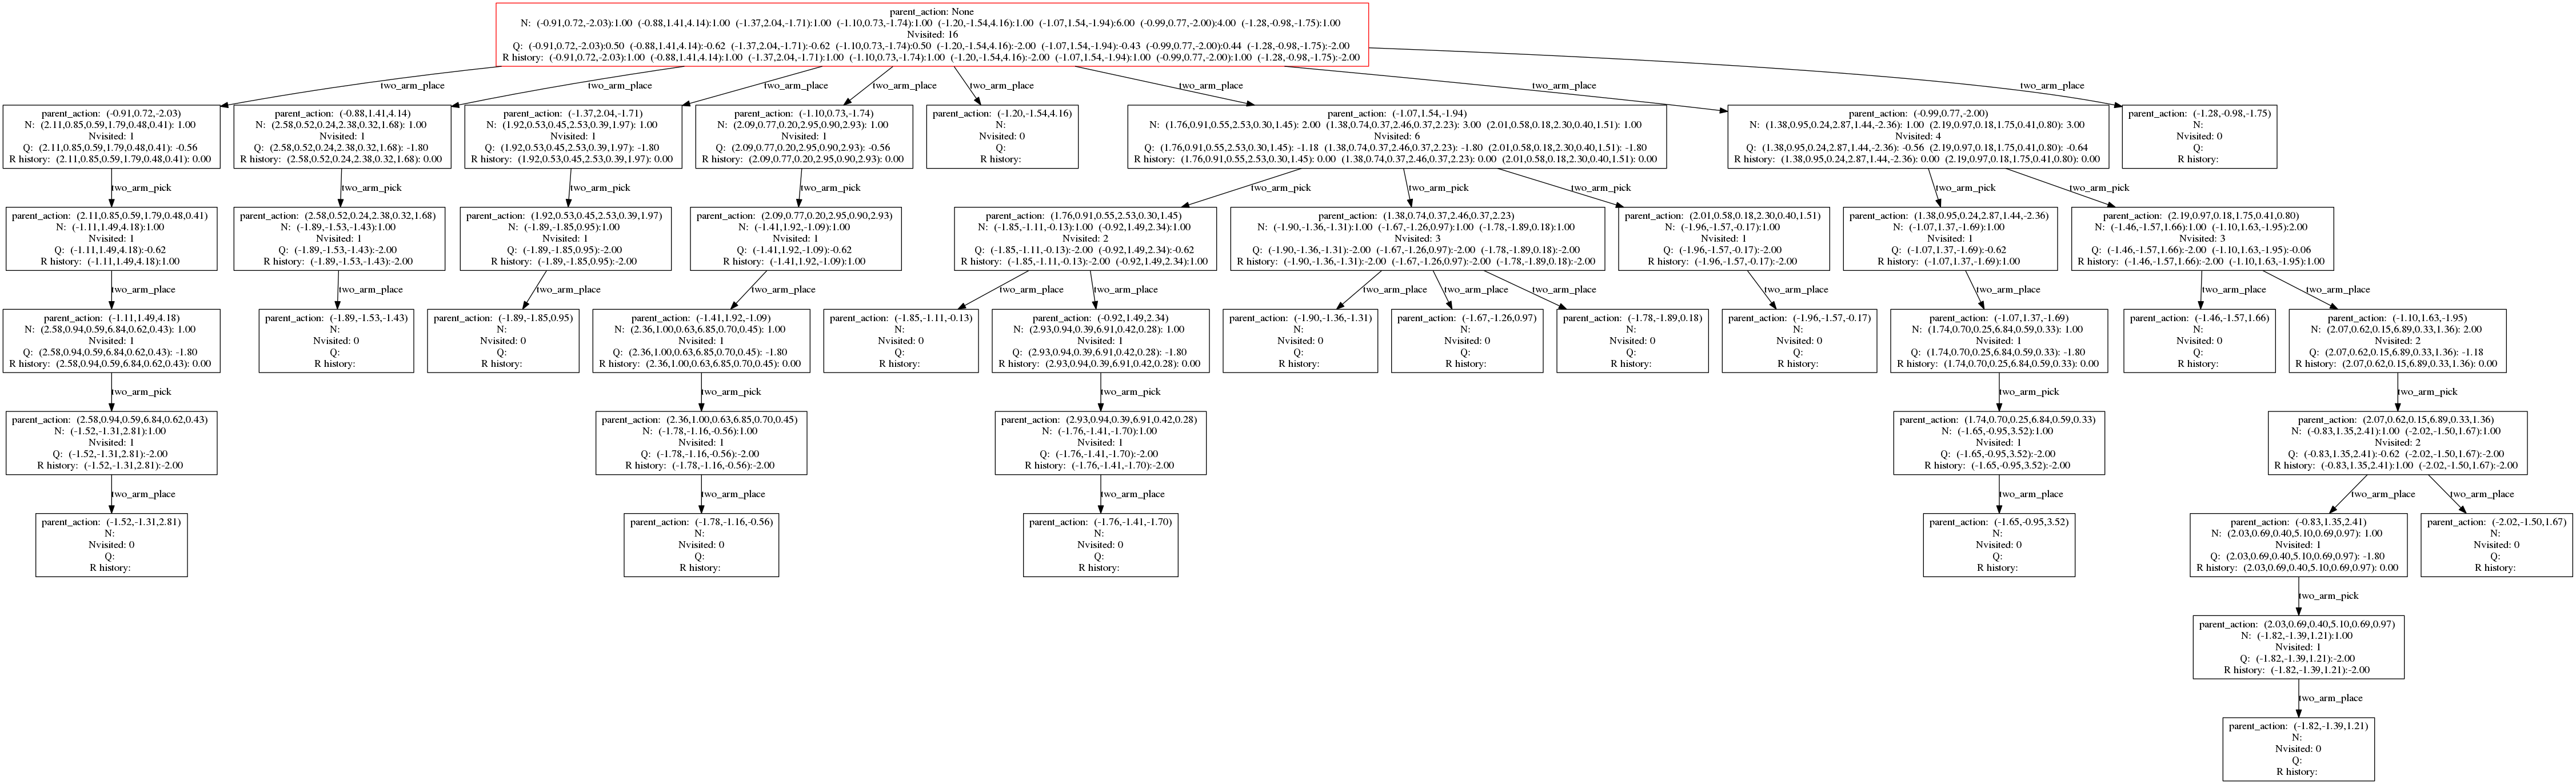 parent_action: None
N: (-0.91,0.72,-2.03):1.00 (-0.88,1.41,4.14):1.00 (-1.37,2.04,-1.71):1.00 (-1.10,0.73,-1.74):1.00 (-1.20,-1.54,4.16):1.00 (-1.07,1.54,-1.94):6.00 (-0.99,0.77,-2.00):4.00 (-1.28,-0.98,-1.75):1.00
Nvisited: 16
Q: (-0.91,0.72,-2.03):0.50 (-0.88,1.41,4.14):-0.62 (-1.37,2.04,-1.71):-0.62 (-1.10,0.73,-1.74):0.50 (-1.20,-1.54,4.16):-2.00 (-1.07,1.54,-1.94):-0.43 (-0.99,0.77,-2.00):0.44 (-1.28,-0.98,-1.75):-2.00
R history: (-0.91,0.72,-2.03):1.00 (-0.88,1.41,4.14):1.00 (-1.37,2.04,-1.71):1.00 (-1.10,0.73,-1.74):1.00 (-1.20,-1.54,4.16):-2.00 (-1.07,1.54,-1.94):1.00 (-0.99,0.77,-2.00):1.00 (-1.28,-0.98,-1.75):-2.00
two_arm_place
two_arm_place
two_arm_place
two_arm_place
two_arm_place
two_arm_place
two_arm_place
two_arm_place
parent_action: (-0.91,0.72,-2.03)
N: (2.11,0.85,0.59,1.79,0.48,0.41): 1.00
Nvisited: 1
Q: (2.11,0.85,0.59,1.79,0.48,0.41): -0.56
R history: (2.11,0.85,0.59,1.79,0.48,0.41): 0.00
parent_action: (-0.88,1.41,4.14)
N: (2.58,0.52,0.24,2.38,0.32,1.68): 1.00
Nvisited: 1
Q: (2.58,0.52,0.24,2.38,0.32,1.68): -1.80
R history: (2.58,0.52,0.24,2.38,0.32,1.68): 0.00
parent_action: (-1.37,2.04,-1.71)
N: (1.92,0.53,0.45,2.53,0.39,1.97): 1.00
Nvisited: 1
Q: (1.92,0.53,0.45,2.53,0.39,1.97): -1.80
R history: (1.92,0.53,0.45,2.53,0.39,1.97): 0.00
parent_action: (-1.10,0.73,-1.74)
N: (2.09,0.77,0.20,2.95,0.90,2.93): 1.00
Nvisited: 1
Q: (2.09,0.77,0.20,2.95,0.90,2.93): -0.56
R history: (2.09,0.77,0.20,2.95,0.90,2.93): 0.00
parent_action: (-1.20,-1.54,4.16)
N:
Nvisited: 0
Q:
R history:
parent_action: (-1.07,1.54,-1.94)
N: (1.76,0.91,0.55,2.53,0.30,1.45): 2.00 (1.38,0.74,0.37,2.46,0.37,2.23): 3.00 (2.01,0.58,0.18,2.30,0.40,1.51): 1.00
Nvisited: 6
Q: (1.76,0.91,0.55,2.53,0.30,1.45): -1.18 (1.38,0.74,0.37,2.46,0.37,2.23): -1.80 (2.01,0.58,0.18,2.30,0.40,1.51): -1.80
R history: (1.76,0.91,0.55,2.53,0.30,1.45): 0.00 (1.38,0.74,0.37,2.46,0.37,2.23): 0.00 (2.01,0.58,0.18,2.30,0.40,1.51): 0.00
parent_action: (-0.99,0.77,-2.00)
N: (1.38,0.95,0.24,2.87,1.44,-2.36): 1.00 (2.19,0.97,0.18,1.75,0.41,0.80): 3.00
Nvisited: 4
Q: (1.38,0.95,0.24,2.87,1.44,-2.36): -0.56 (2.19,0.97,0.18,1.75,0.41,0.80): -0.64
R history: (1.38,0.95,0.24,2.87,1.44,-2.36): 0.00 (2.19,0.97,0.18,1.75,0.41,0.80): 0.00
parent_action: (-1.28,-0.98,-1.75)
N:
Nvisited: 0
Q:
R history:
two_arm_pick
two_arm_pick
two_arm_pick
two_arm_pick
two_arm_pick
two_arm_pick
two_arm_pick
two_arm_pick
two_arm_pick
parent_action: (2.11,0.85,0.59,1.79,0.48,0.41)
N: (-1.11,1.49,4.18):1.00
Nvisited: 1
Q: (-1.11,1.49,4.18):-0.62
R history: (-1.11,1.49,4.18):1.00
parent_action: (2.58,0.52,0.24,2.38,0.32,1.68)
N: (-1.89,-1.53,-1.43):1.00
Nvisited: 1
Q: (-1.89,-1.53,-1.43):-2.00
R history: (-1.89,-1.53,-1.43):-2.00
parent_action: (1.92,0.53,0.45,2.53,0.39,1.97)
N: (-1.89,-1.85,0.95):1.00
Nvisited: 1
Q: (-1.89,-1.85,0.95):-2.00
R history: (-1.89,-1.85,0.95):-2.00
parent_action: (2.09,0.77,0.20,2.95,0.90,2.93)
N: (-1.41,1.92,-1.09):1.00
Nvisited: 1
Q: (-1.41,1.92,-1.09):-0.62
R history: (-1.41,1.92,-1.09):1.00
parent_action: (1.76,0.91,0.55,2.53,0.30,1.45)
N: (-1.85,-1.11,-0.13):1.00 (-0.92,1.49,2.34):1.00
Nvisited: 2
Q: (-1.85,-1.11,-0.13):-2.00 (-0.92,1.49,2.34):-0.62
R history: (-1.85,-1.11,-0.13):-2.00 (-0.92,1.49,2.34):1.00
parent_action: (1.38,0.74,0.37,2.46,0.37,2.23)
N: (-1.90,-1.36,-1.31):1.00 (-1.67,-1.26,0.97):1.00 (-1.78,-1.89,0.18):1.00
Nvisited: 3
Q: (-1.90,-1.36,-1.31):-2.00 (-1.67,-1.26,0.97):-2.00 (-1.78,-1.89,0.18):-2.00
R history: (-1.90,-1.36,-1.31):-2.00 (-1.67,-1.26,0.97):-2.00 (-1.78,-1.89,0.18):-2.00
parent_action: (2.01,0.58,0.18,2.30,0.40,1.51)
N: (-1.96,-1.57,-0.17):1.00
Nvisited: 1
Q: (-1.96,-1.57,-0.17):-2.00
R history: (-1.96,-1.57,-0.17):-2.00
parent_action: (1.38,0.95,0.24,2.87,1.44,-2.36)
N: (-1.07,1.37,-1.69):1.00
Nvisited: 1
Q: (-1.07,1.37,-1.69):-0.62
R history: (-1.07,1.37,-1.69):1.00
parent_action: (2.19,0.97,0.18,1.75,0.41,0.80)
N: (-1.46,-1.57,1.66):1.00 (-1.10,1.63,-1.95):2.00
Nvisited: 3
Q: (-1.46,-1.57,1.66):-2.00 (-1.10,1.63,-1.95):-0.06
R history: (-1.46,-1.57,1.66):-2.00 (-1.10,1.63,-1.95):1.00
two_arm_place
two_arm_place
two_arm_place
two_arm_place
two_arm_place
two_arm_place
two_arm_place
two_arm_place
two_arm_place
two_arm_place
two_arm_place
two_arm_place
two_arm_place
parent_action: (-1.11,1.49,4.18)
N: (2.58,0.94,0.59,6.84,0.62,0.43): 1.00
Nvisited: 1
Q: (2.58,0.94,0.59,6.84,0.62,0.43): -1.80
R history: (2.58,0.94,0.59,6.84,0.62,0.43): 0.00
parent_action: (-1.89,-1.53,-1.43)
N:
Nvisited: 0
Q:
R history:
parent_action: (-1.89,-1.85,0.95)
N:
Nvisited: 0
Q:
R history:
parent_action: (-1.41,1.92,-1.09)
N: (2.36,1.00,0.63,6.85,0.70,0.45): 1.00
Nvisited: 1
Q: (2.36,1.00,0.63,6.85,0.70,0.45): -1.80
R history: (2.36,1.00,0.63,6.85,0.70,0.45): 0.00
parent_action: (-1.85,-1.11,-0.13)
N:
Nvisited: 0
Q:
R history:
parent_action: (-0.92,1.49,2.34)
N: (2.93,0.94,0.39,6.91,0.42,0.28): 1.00
Nvisited: 1
Q: (2.93,0.94,0.39,6.91,0.42,0.28): -1.80
R history: (2.93,0.94,0.39,6.91,0.42,0.28): 0.00
parent_action: (-1.90,-1.36,-1.31)
N:
Nvisited: 0
Q:
R history:
parent_action: (-1.67,-1.26,0.97)
N:
Nvisited: 0
Q:
R history:
parent_action: (-1.78,-1.89,0.18)
N:
Nvisited: 0
Q:
R history:
parent_action: (-1.96,-1.57,-0.17)
N:
Nvisited: 0
Q:
R history:
parent_action: (-1.07,1.37,-1.69)
N: (1.74,0.70,0.25,6.84,0.59,0.33): 1.00
Nvisited: 1
Q: (1.74,0.70,0.25,6.84,0.59,0.33): -1.80
R history: (1.74,0.70,0.25,6.84,0.59,0.33): 0.00
parent_action: (-1.46,-1.57,1.66)
N:
Nvisited: 0
Q:
R history:
parent_action: (-1.10,1.63,-1.95)
N: (2.07,0.62,0.15,6.89,0.33,1.36): 2.00
Nvisited: 2
Q: (2.07,0.62,0.15,6.89,0.33,1.36): -1.18
R history: (2.07,0.62,0.15,6.89,0.33,1.36): 0.00
two_arm_pick
two_arm_pick
two_arm_pick
two_arm_pick
two_arm_pick
parent_action: (2.58,0.94,0.59,6.84,0.62,0.43)
N: (-1.52,-1.31,2.81):1.00
Nvisited: 1
Q: (-1.52,-1.31,2.81):-2.00
R history: (-1.52,-1.31,2.81):-2.00
parent_action: (2.36,1.00,0.63,6.85,0.70,0.45)
N: (-1.78,-1.16,-0.56):1.00
Nvisited: 1
Q: (-1.78,-1.16,-0.56):-2.00
R history: (-1.78,-1.16,-0.56):-2.00
parent_action: (2.93,0.94,0.39,6.91,0.42,0.28)
N: (-1.76,-1.41,-1.70):1.00
Nvisited: 1
Q: (-1.76,-1.41,-1.70):-2.00
R history: (-1.76,-1.41,-1.70):-2.00
parent_action: (1.74,0.70,0.25,6.84,0.59,0.33)
N: (-1.65,-0.95,3.52):1.00
Nvisited: 1
Q: (-1.65,-0.95,3.52):-2.00
R history: (-1.65,-0.95,3.52):-2.00
parent_action: (2.07,0.62,0.15,6.89,0.33,1.36)
N: (-0.83,1.35,2.41):1.00 (-2.02,-1.50,1.67):1.00
Nvisited: 2
Q: (-0.83,1.35,2.41):-0.62 (-2.02,-1.50,1.67):-2.00
R history: (-0.83,1.35,2.41):1.00 (-2.02,-1.50,1.67):-2.00
two_arm_place
two_arm_place
two_arm_place
two_arm_place
two_arm_place
two_arm_place
parent_action: (-1.52,-1.31,2.81)
N:
Nvisited: 0
Q:
R history:
parent_action: (-1.78,-1.16,-0.56)
N:
Nvisited: 0
Q:
R history:
parent_action: (-1.76,-1.41,-1.70)
N:
Nvisited: 0
Q:
R history:
parent_action: (-1.65,-0.95,3.52)
N:
Nvisited: 0
Q:
R history:
parent_action: (-0.83,1.35,2.41)
N: (2.03,0.69,0.40,5.10,0.69,0.97): 1.00
Nvisited: 1
Q: (2.03,0.69,0.40,5.10,0.69,0.97): -1.80
R history: (2.03,0.69,0.40,5.10,0.69,0.97): 0.00
parent_action: (-2.02,-1.50,1.67)
N:
Nvisited: 0
Q:
R history:
two_arm_pick
parent_action: (2.03,0.69,0.40,5.10,0.69,0.97)
N: (-1.82,-1.39,1.21):1.00
Nvisited: 1
Q: (-1.82,-1.39,1.21):-2.00
R history: (-1.82,-1.39,1.21):-2.00
two_arm_place
parent_action: (-1.82,-1.39,1.21)
N:
Nvisited: 0
Q:
R history: